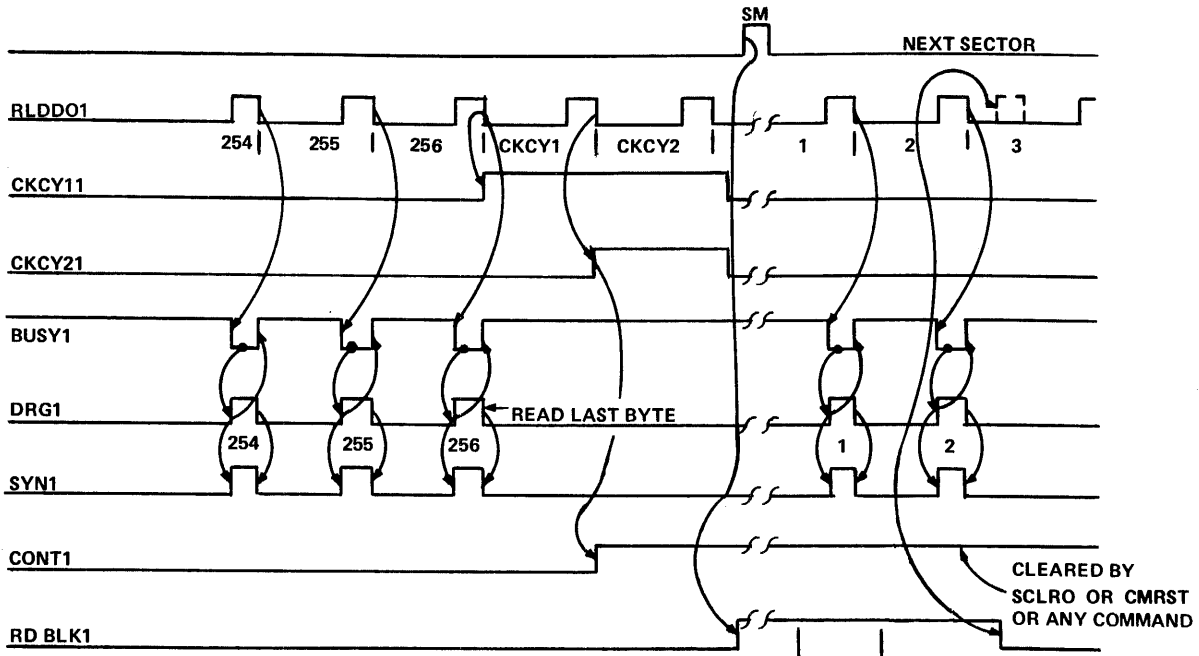 SM
NEXT SECTOR
RLDDO1
254 255 256 CKCY1 CKCY2 1 2 3
CKCY11
CKCY21
BUSY1
DRG1
READ LAST BYTE
254 255 256 1 2
SYN1
CONT1
CLEARED BY
SCLRO OR CMRST
OR ANY COMMAND
RD BLK1